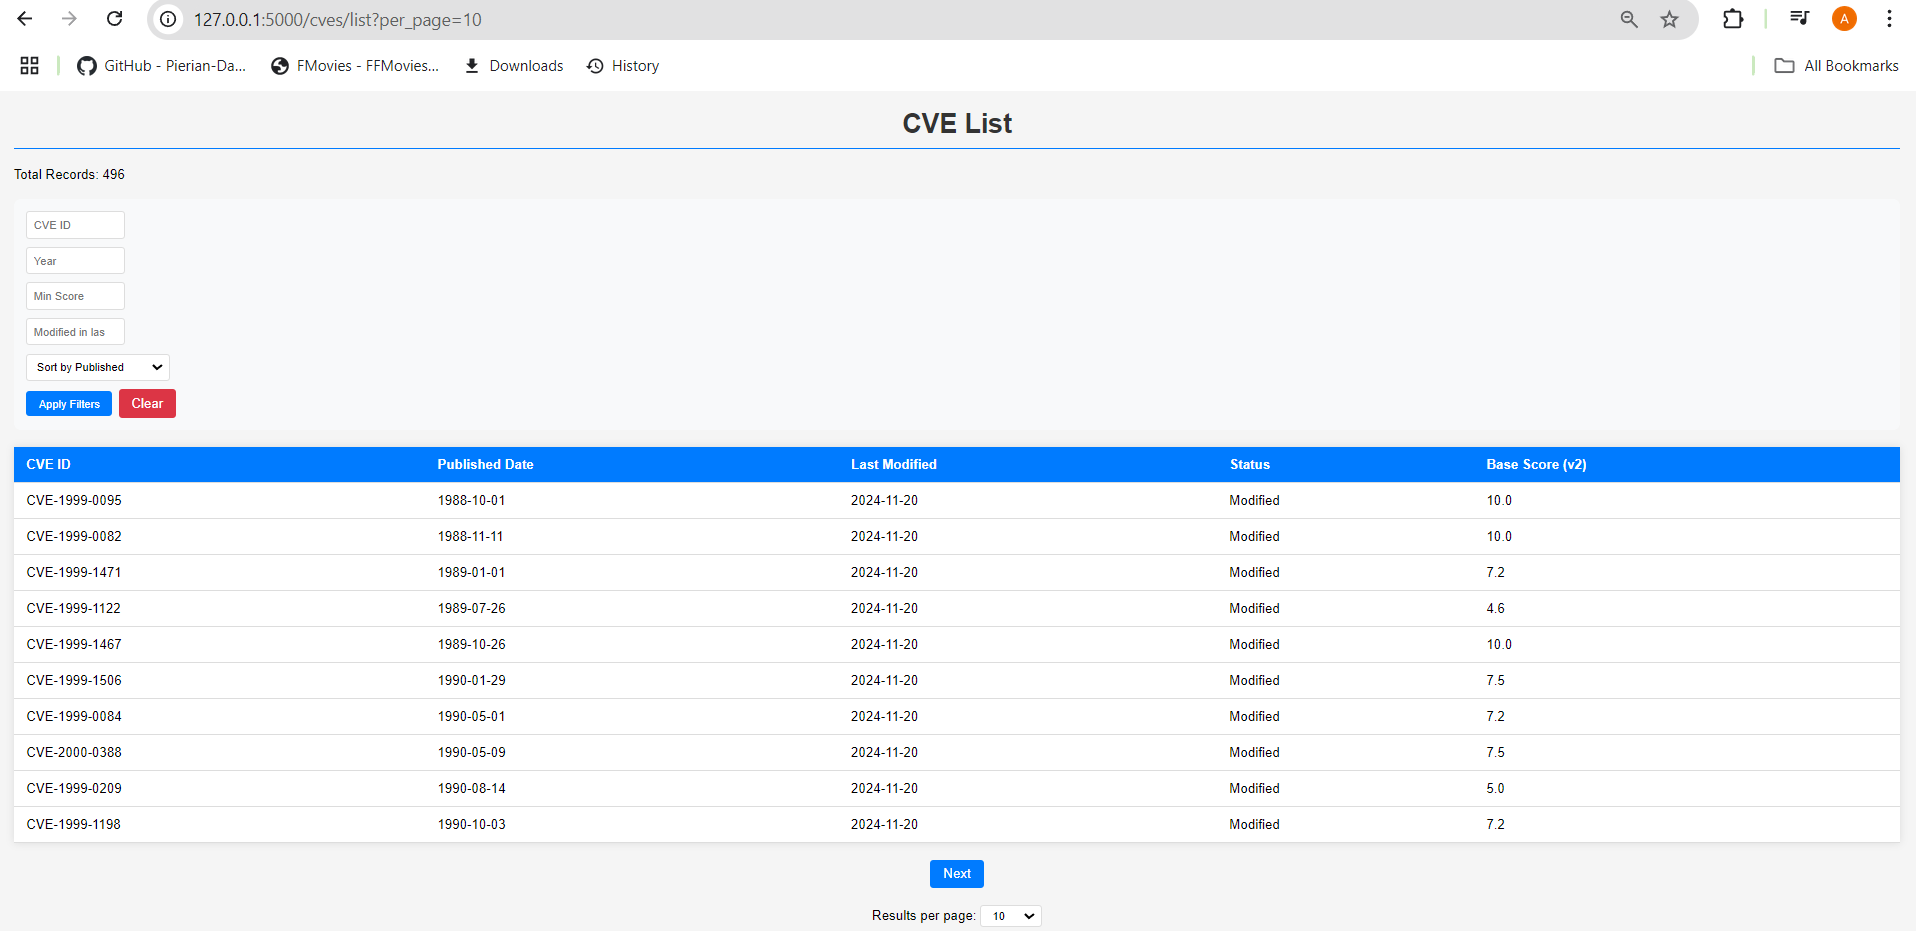 127.0.0.1:5000/cves/list?per_page=10
A
GitHub - Pierian-Da... FMovies - FFMovies... Downloads History All Bookmarks
CVE List
Total Records: 496
CVE ID
Year
Min Score
Modified in las
Sort by Published
Apply Filters Clear
CVE ID Published Date Last Modified Status Base Score (v2)
CVE-1999-0095 1988-10-01 2024-11-20 Modified 10.0
CVE-1999-0082 1988-11-11 2024-11-20 Modified 10.0
CVE-1999-1471 1989-01-01 2024-11-20 Modified 7.2
CVE-1999-1122 1989-07-26 2024-11-20 Modified 4.6
CVE-1999-1467 1989-10-26 2024-11-20 Modified 10.0
CVE-1999-1506 1990-01-29 2024-11-20 Modified 7.5
CVE-1999-0084 1990-05-01 2024-11-20 Modified 7.2
CVE-2000-0388 1990-05-09 2024-11-20 Modified 7.5
CVE-1999-0209 1990-08-14 2024-11-20 Modified 5.0
CVE-1999-1198 1990-10-03 2024-11-20 Modified 7.2
Next
Results per page: 10